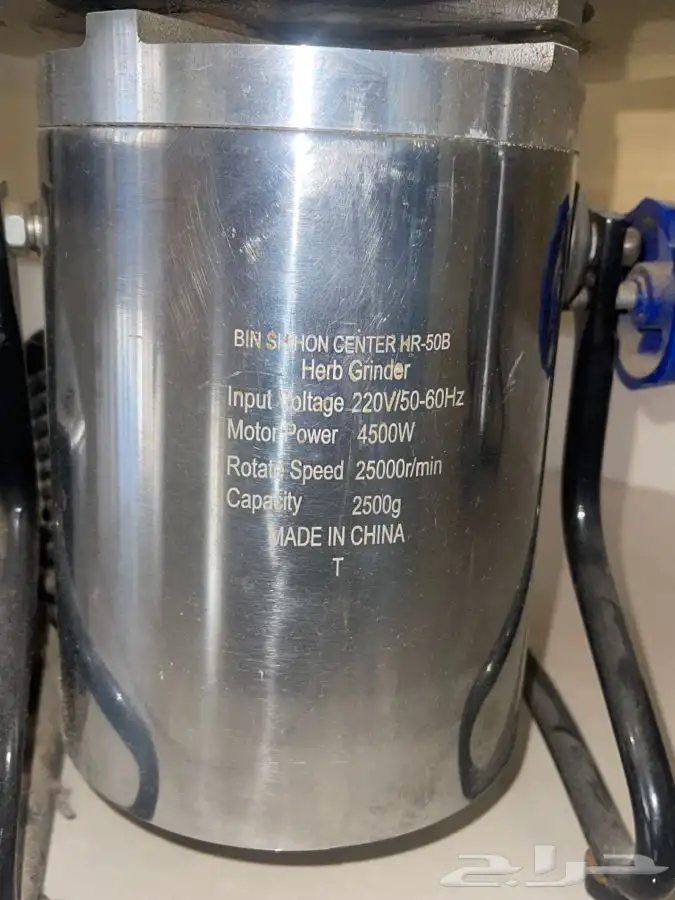 BIN SHIHON CENTER HR-50B
Herb Grinder
Input Voltage 220V/50-60Hz
Motor Power 4500W
Rotate Speed 25000r/min
Capacity 2500g
MADE IN CHINA
T
حراج